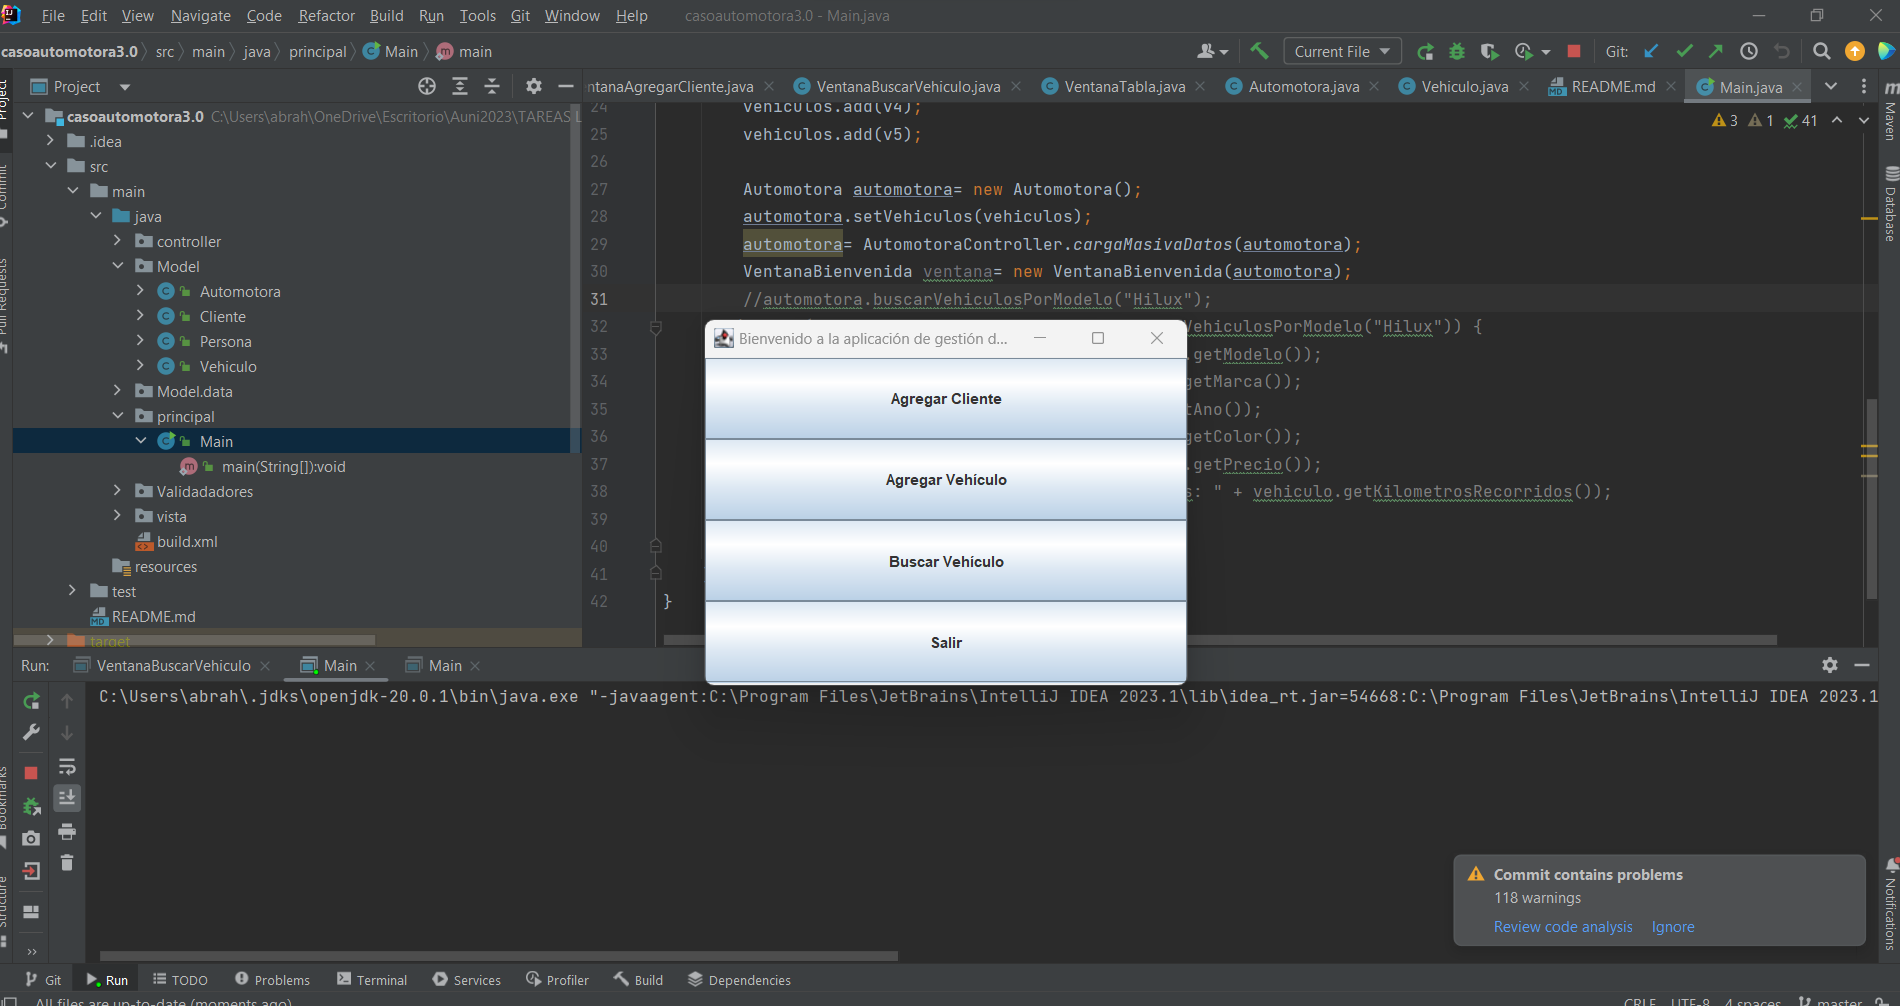 File Edit View Navigate Code Refactor Build Run Tools Git Window Help casoautomotora3.0 - Main.java
casoautomotora3.0 src main java principal Main main Current File Git:
Project
ntanaAgregarCliente.java VentanaBuscarVehiculo.java VentanaTabla.java Automotora.java Vehiculo.java README.md Main.java
casoautomotora3.0 C:\Users\abrah\OneDrive\Escritorio\Auni2023\TAREAS L
.idea
src
main
java
controller
Model
Automotora
Cliente
Persona
Vehiculo
Model.data
principal
Main
main(String[]):void
Validadadores
vista
build.xml
resources
test
README.md
target
3 1 41
24 vehiculos.add(v4);
25 vehiculos.add(v5);
26
27 Automotora automotora= new Automotora();
28 automotora.setVehiculos(vehiculos);
29 automotora= AutomotoraController.cargaMasivaDatos(automotora);
30 VentanaBienvenida ventana= new VentanaBienvenida(automotora);
31 //automotora.buscarVehiculosPorModelo("Hilux");
32 VehiculosPorModelo("Hilux")) {
33 .getModelo());
34 getMarca());
35 tAno());
36 getColor());
37 .getPrecio());
38 s: " + vehiculo.getKilometrosRecorridos());
39
40
41
42 }
Bienvenido a la aplicación de gestión d...
Agregar Cliente
Agregar Vehículo
Buscar Vehículo
Salir
Project
Commit
Pull Requests
Bookmarks
Structure
Maven
Database
Notifications
Run: VentanaBuscarVehiculo Main Main
C:\Users\abrah\.jdks\openjdk-20.0.1\bin\java.exe "-javaagent:C:\Program Files\JetBrains\IntelliJ IDEA 2023.1\lib\idea_rt.jar=54668:C:\Program Files\JetBrains\IntelliJ IDEA 2023.1
Commit contains problems
118 warnings
Review code analysis Ignore
Git Run TODO Problems Terminal Services Profiler Build Dependencies
All files are up-to-date (moments ago) CRLF UTF-8 4 spaces master